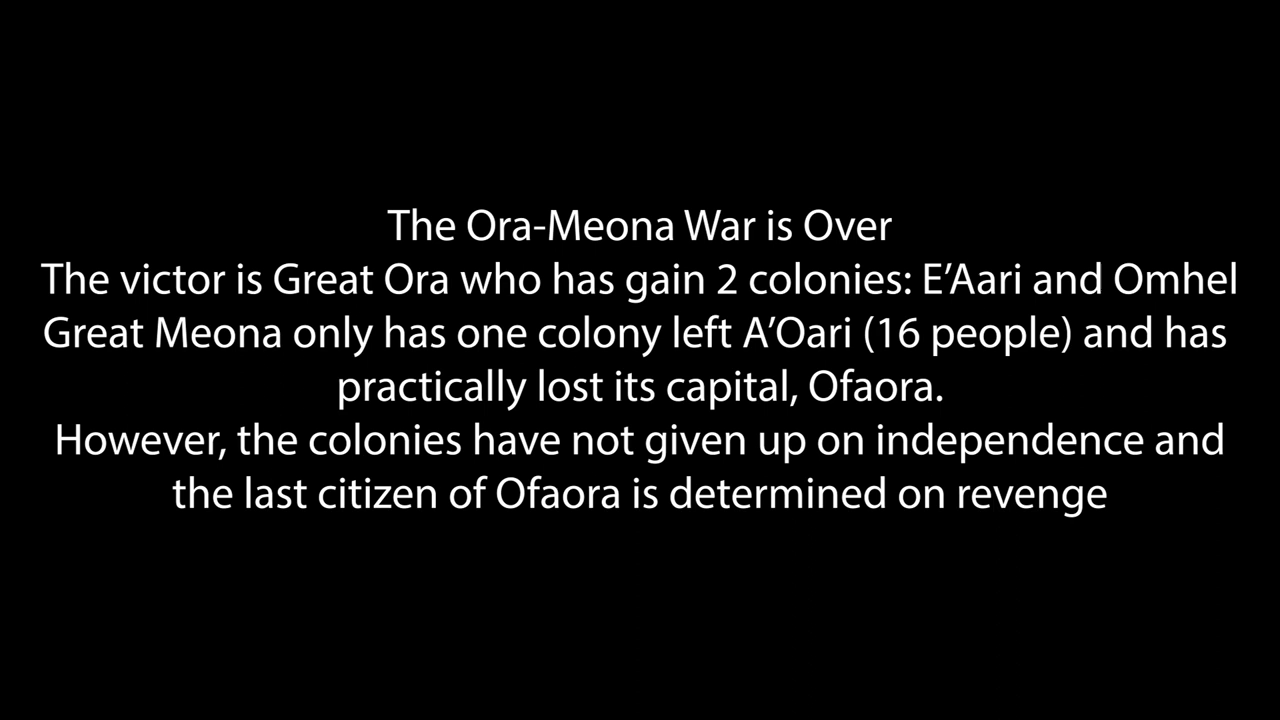 The Ora-Meona War is Over
The victor is Great Ora who has gain 2 colonies: E’Aari and Omhel
Great Meona only has one colony left A’Oari (16 people) and has
practically lost its capital, Ofaora.
However, the colonies have not given up on independence and
the last citizen of Ofaora is determined on revenge